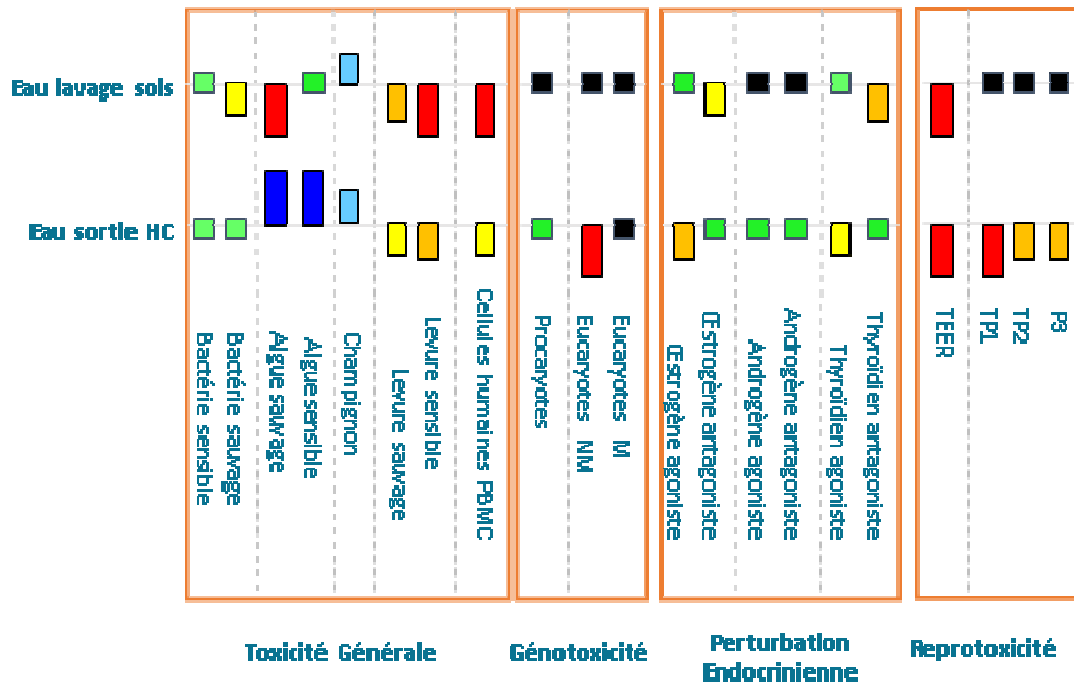 Eau lavage sols
Eau sortie HC
Bactérie sensible
Bactérie sauvage
Algue sauvage
Algue sensible
Champignon
Levure sauvage
Levure sensible
Cellules humaines PBMC
Procaryotes
Eucaryotes NM
Eucaryotes M
Œstrogène agoniste
Œstrogène antagoniste
Androgène agoniste
Androgène antagoniste
Thyroïdien agoniste
Thyroïdien antagoniste
TEER
TP1
TP2
P3
Toxicité Générale
Génotoxicité
Perturbation
Endocrinienne
Reprotoxicité